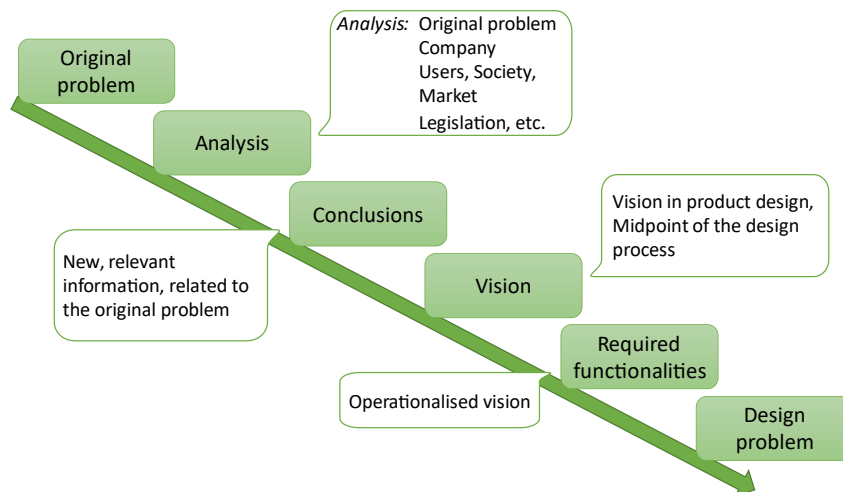 Original
problem
Analysis: Original problem
Company
Users, Society,
Market
Legislation, etc.
Analysis
Conclusions
Vision in product design,
Midpoint of the design
process
New, relevant
information, related to
the original problem
Vision
Required
functionalities
Operationalised vision
Design
problem